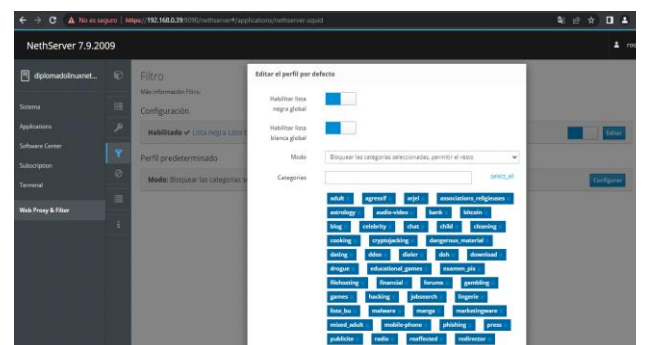 No es seguro | https://192.168.0.39:9090/nethserver#/applications/nethserver-squid
NethServer 7.9.2009
diplomadolinuxnet...
Sistema
Applications
Software Center
Subscription
Terminal
Web Proxy & Filter
Filtro
Más información Filtro.
Configuración
Habilitado ✔ Lista negra Lista
Editar
Perfil predeterminado
Modo: Bloquear las categorías
Configurar
Editar el perfil por defecto
Habilitar lista
negra global
Habilitar lista
blanca global
Modo
Bloquear las categorías seleccionadas, permitir el resto
Categorías
select_all
adult agressif arjel associations_religieuses
astrology audio-video bank bitcoin
blog celebrity chat child cleaning
cooking cryptojacking dangerous_material
dating ddos dialer doh download
drogue educational_games examen_pix
filehosting financial forums gambling
games hacking jobsearch lingerie
liste_bu malware manga marketingware
mixed_adult mobile-phone phishing press
publicite radio reaffected redirector